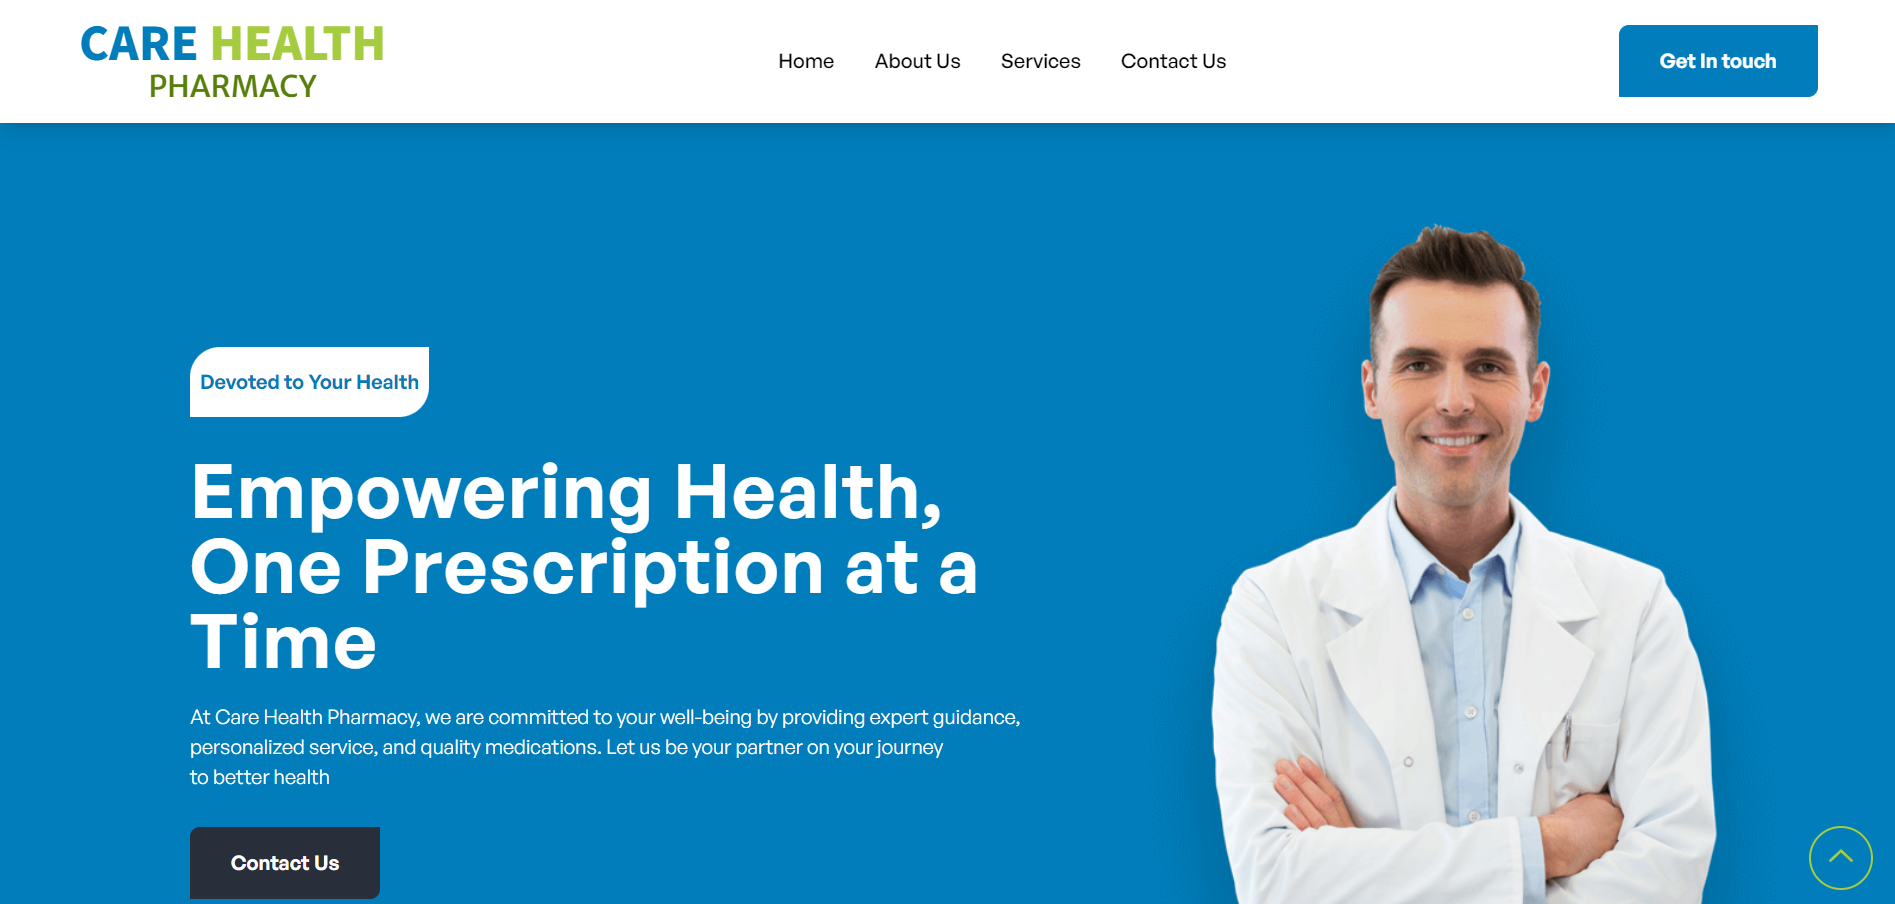 CARE HEALTH
PHARMACY
Home
About Us
Services
Contact Us
Get In touch
Devoted to Your Health
Empowering Health,
One Prescription at a
Time
At Care Health Pharmacy, we are committed to your well-being by providing expert guidance,
personalized service, and quality medications. Let us be your partner on your journey
to better health
Contact Us